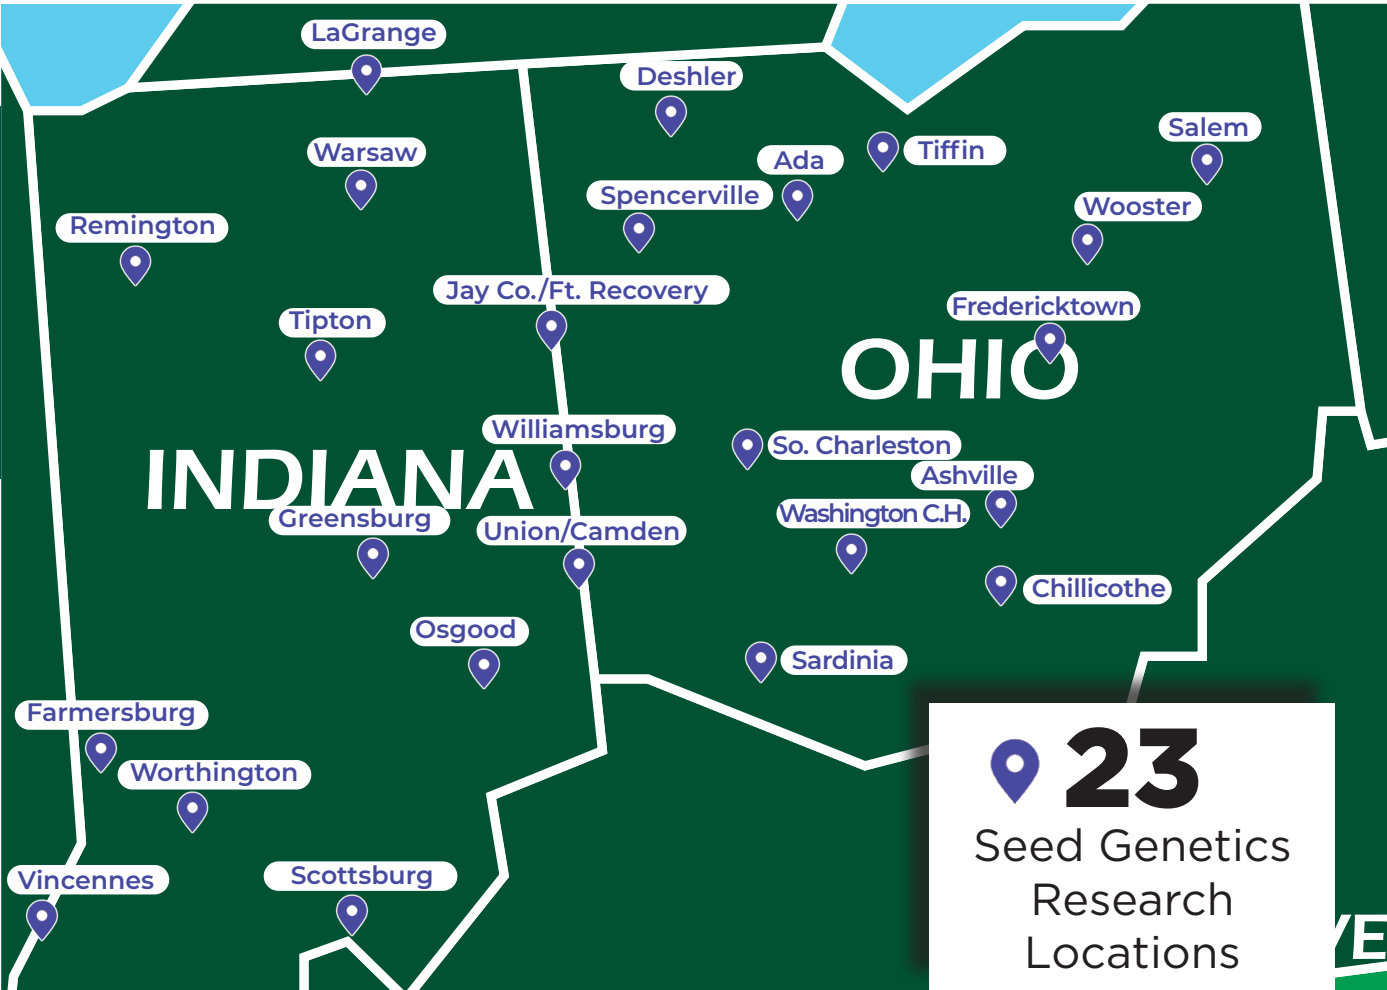 LaGrange
Deshler
Salem
Warsaw
Ada
Tiffin
Spencerville
Wooster
Remington
Jay Co./Ft. Recovery
Fredericktown
Tipton
OHIO
Williamsburg
So. Charleston
INDIANA
Ashville
Greensburg
Washington C.H.
Union/Camden
Chillicothe
Osgood
Sardinia
Farmersburg
Worthington
Vincennes
Scottsburg
23
Seed Genetics
Research
Locations